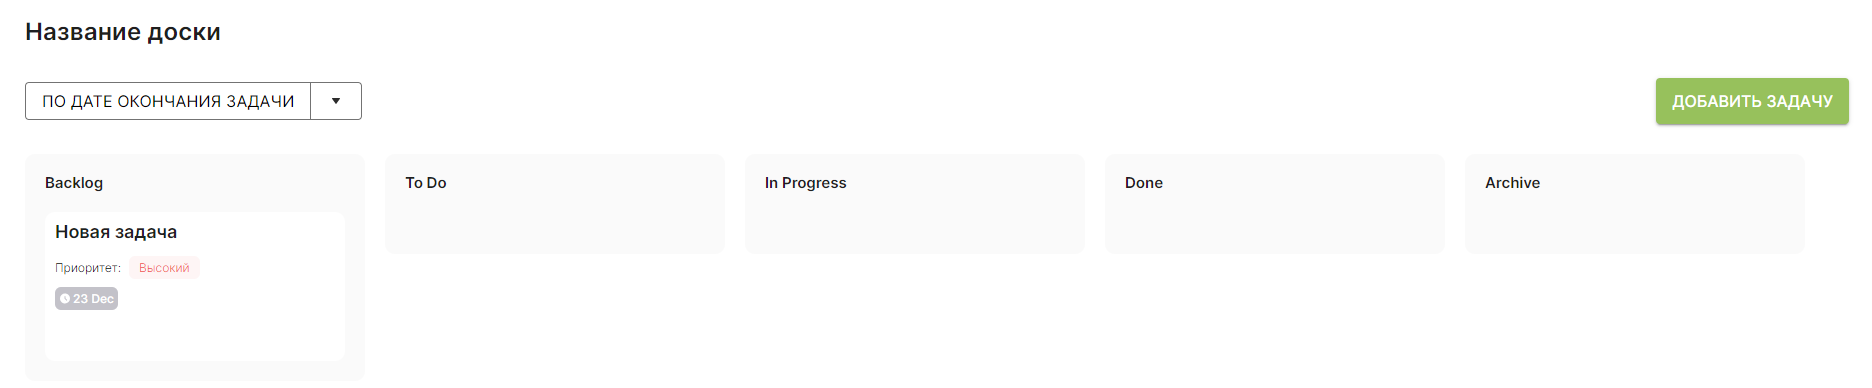 Название доски
ПО ДАТЕ ОКОНЧАНИЯ ЗАДАЧИ
ДОБАВИТЬ ЗАДАЧУ
Backlog
To Do
In Progress
Done
Archive
Новая задача
Приоритет: Высокий
23 Dec